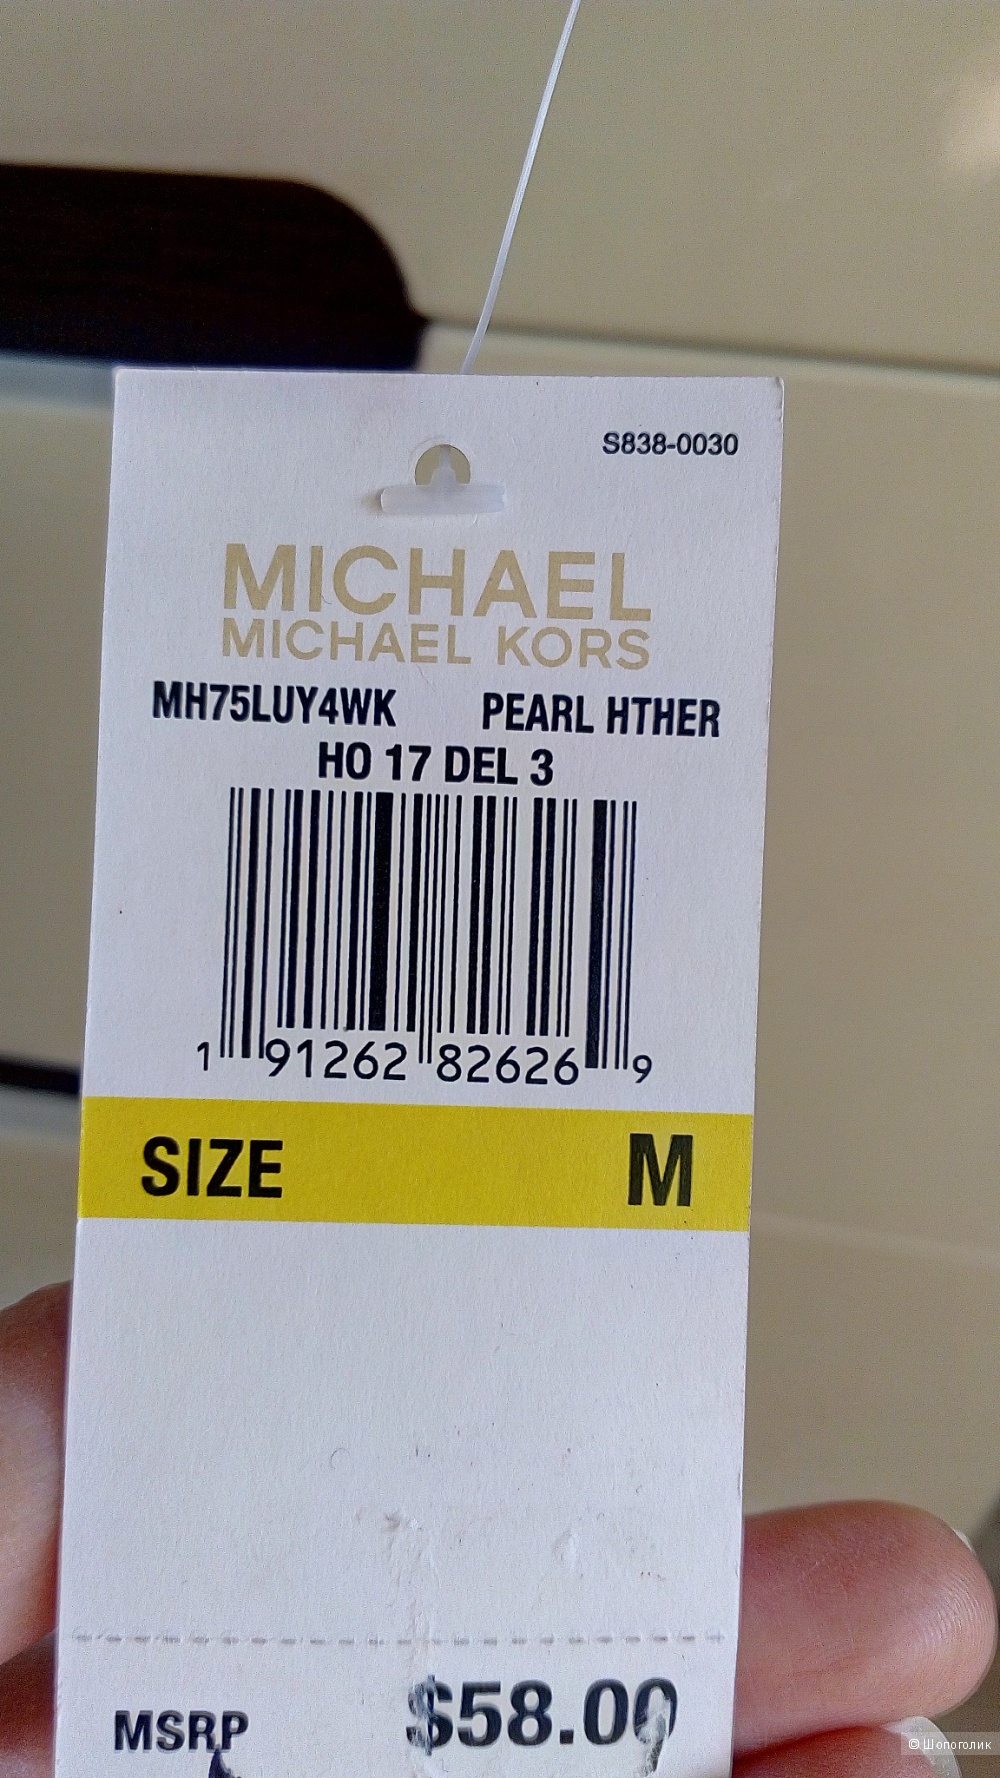 S838-0030
MICHAEL
MICHAEL KORS
MH75LUY4WK PEARL HTHER
HO 17 DEL 3
1 91262 82626 9
SIZE M
MSRP $58.00
© Шопоголик